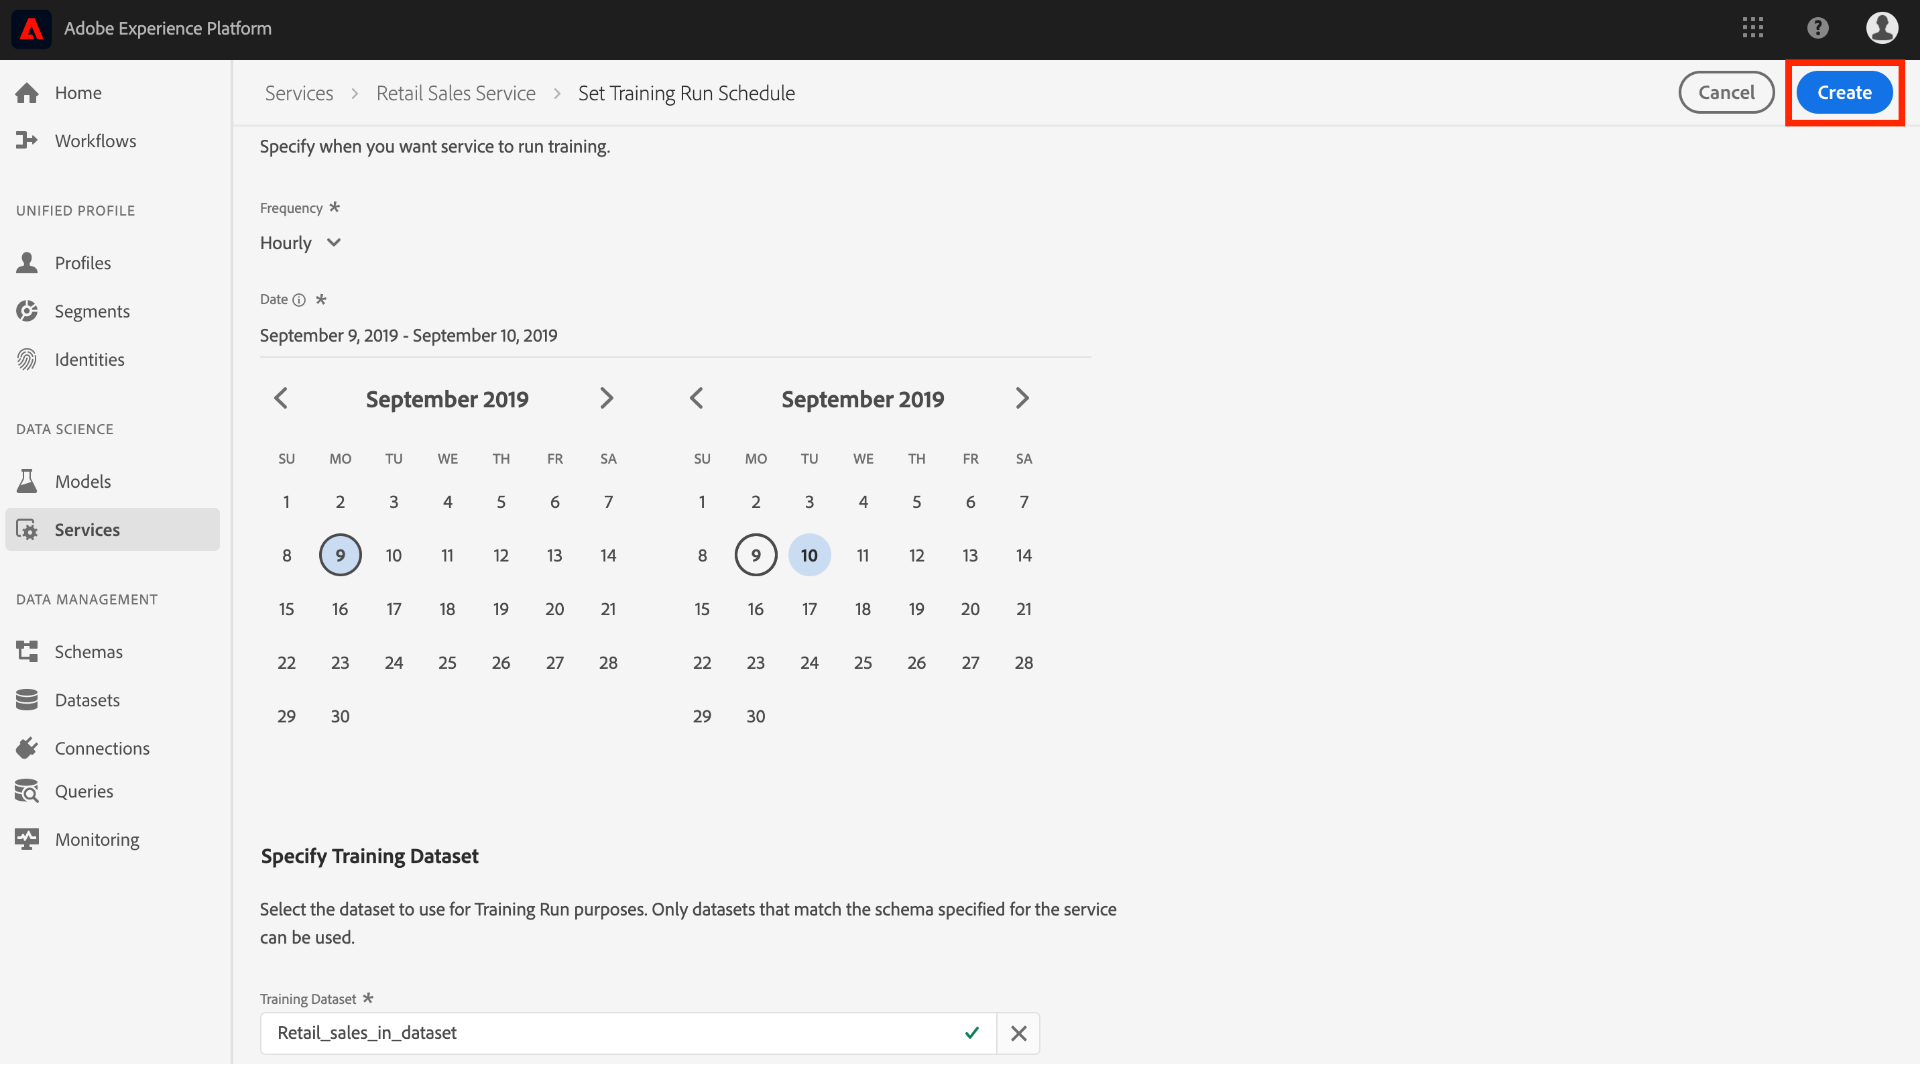 Adobe Experience Platform
Home
Workflows
UNIFIED PROFILE
Profiles
Segments
Identities
DATA SCIENCE
Models
Services
DATA MANAGEMENT
Schemas
Datasets
Connections
Queries
Monitoring
Services > Retail Sales Service > Set Training Run Schedule
Cancel
Create
Specify when you want service to run training.
Frequency *
Hourly
Date *
September 9, 2019 - September 10, 2019
September 2019
SU MO TU WE TH FR SA
1 2 3 4 5 6 7
8 9 10 11 12 13 14
15 16 17 18 19 20 21
22 23 24 25 26 27 28
29 30
September 2019
SU MO TU WE TH FR SA
1 2 3 4 5 6 7
8 9 10 11 12 13 14
15 16 17 18 19 20 21
22 23 24 25 26 27 28
29 30
Specify Training Dataset
Select the dataset to use for Training Run purposes. Only datasets that match the schema specified for the service
can be used.
Training Dataset *
Retail_sales_in_dataset